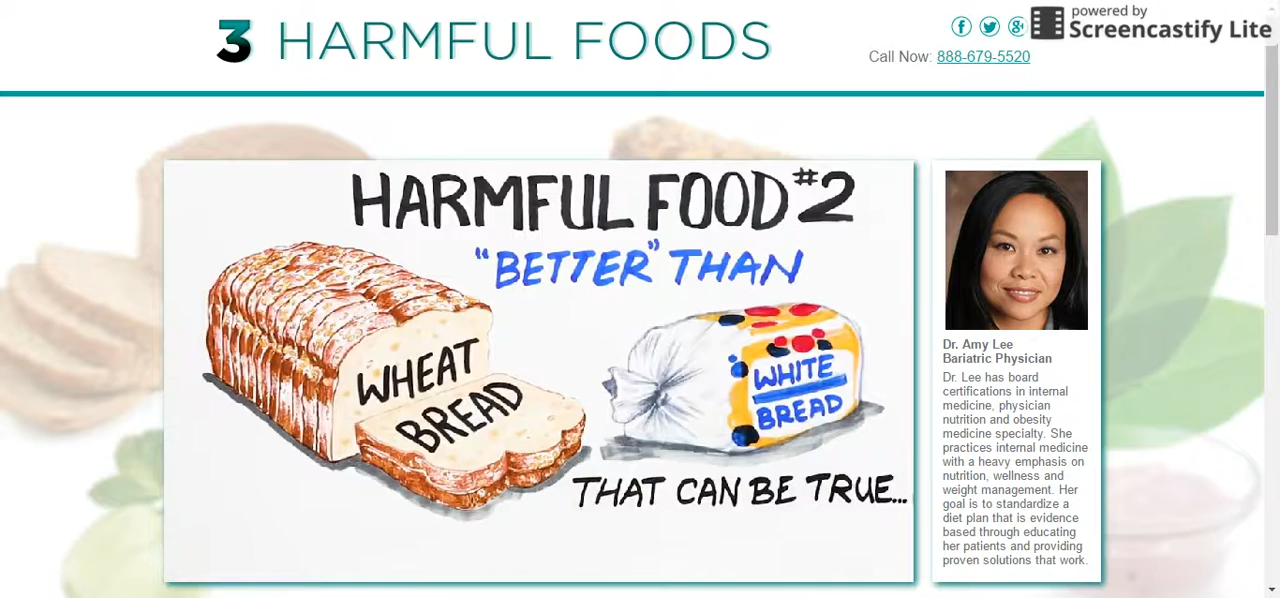 3 HARMFUL FOODS
powered by
Screencastify Lite
Call Now: 888-679-5520
HARMFUL FOOD #2
"BETTER" THAN
WHEAT
BREAD
WHITE
BREAD
THAT CAN BE TRUE...
Dr. Amy Lee
Bariatric Physician
Dr. Lee has board
certifications in internal
medicine, physician
nutrition and obesity
medicine specialty. She
practices internal medicine
with a heavy emphasis on
nutrition, wellness and
weight management. Her
goal is to standardize a
diet plan that is evidence
based through educating
her patients and providing
proven solutions that work.